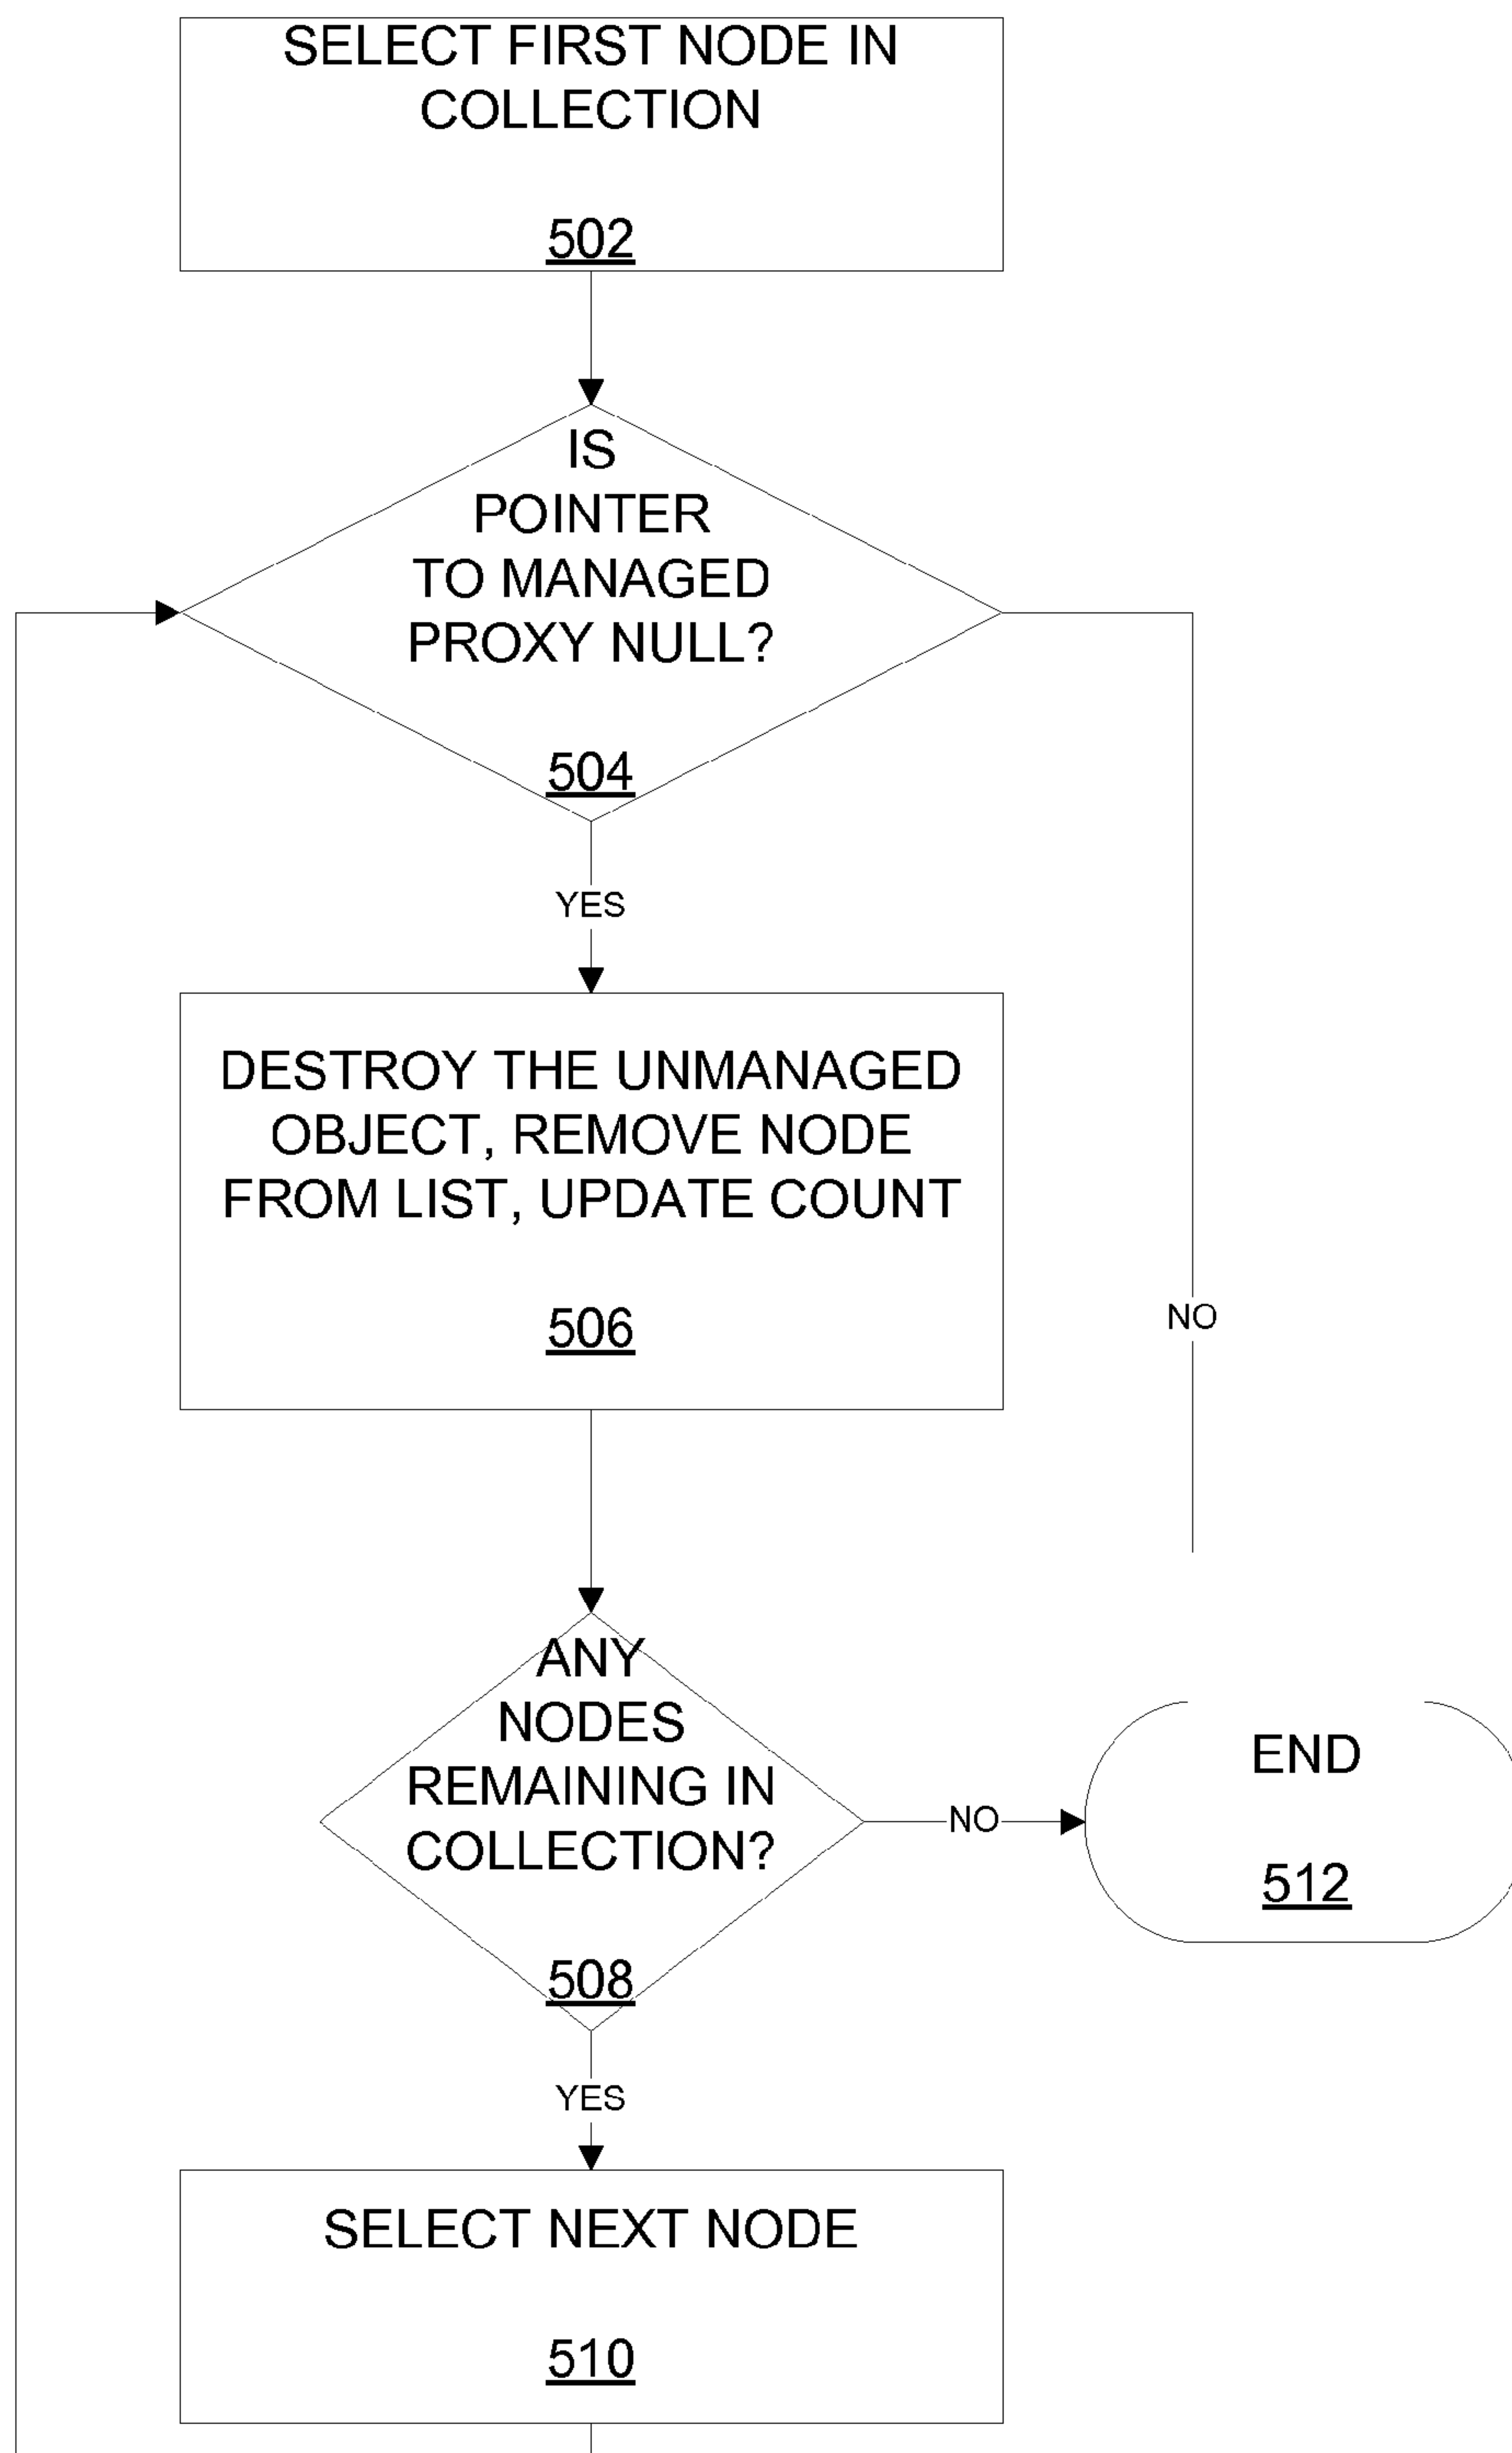 SELECT FIRST NODE IN
COLLECTION
502
IS
POINTER
TO MANAGED
PROXY NULL?
504
YES
DESTROY THE UNMANAGED
OBJECT, REMOVE NODE
FROM LIST, UPDATE COUNT
506
NO
ANY
NODES
REMAINING IN
COLLECTION?
508
NO
END
512
YES
SELECT NEXT NODE
510